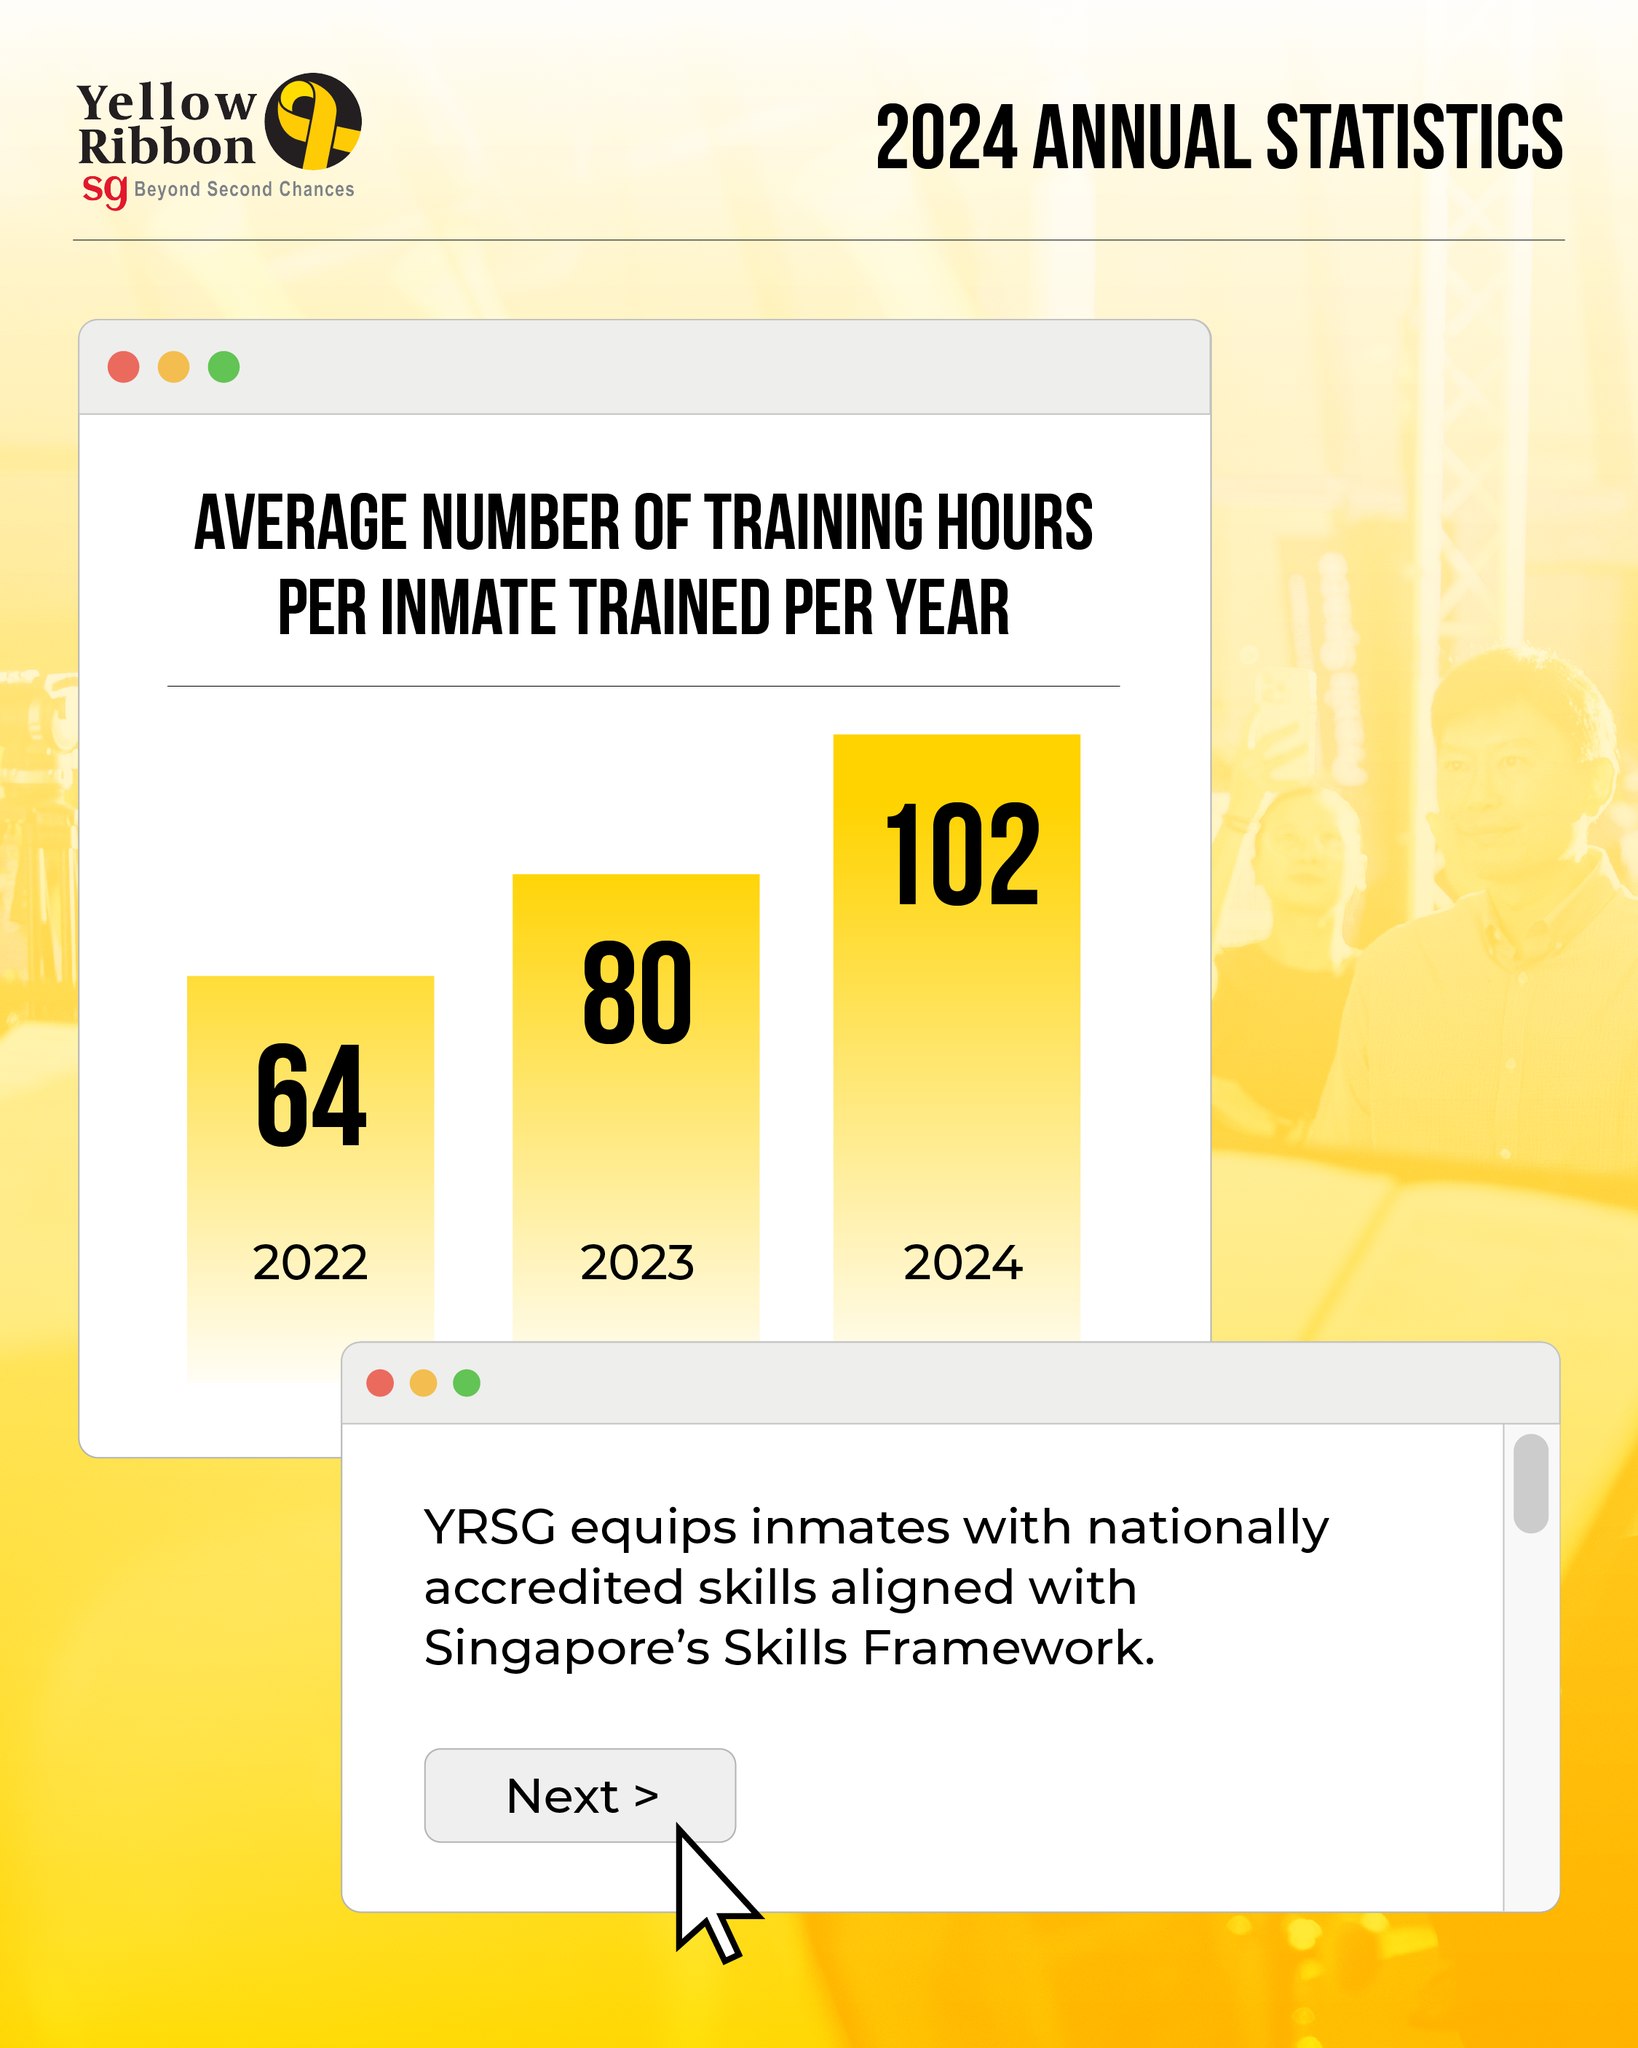 Yellow
Ribbon
sg Beyond Second Chances
2024 ANNUAL STATISTICS
AVERAGE NUMBER OF TRAINING HOURS
PER INMATE TRAINED PER YEAR
64
80
102
2022
2023
2024
YRSG equips inmates with nationally
accredited skills aligned with
Singapore’s Skills Framework.
Next >